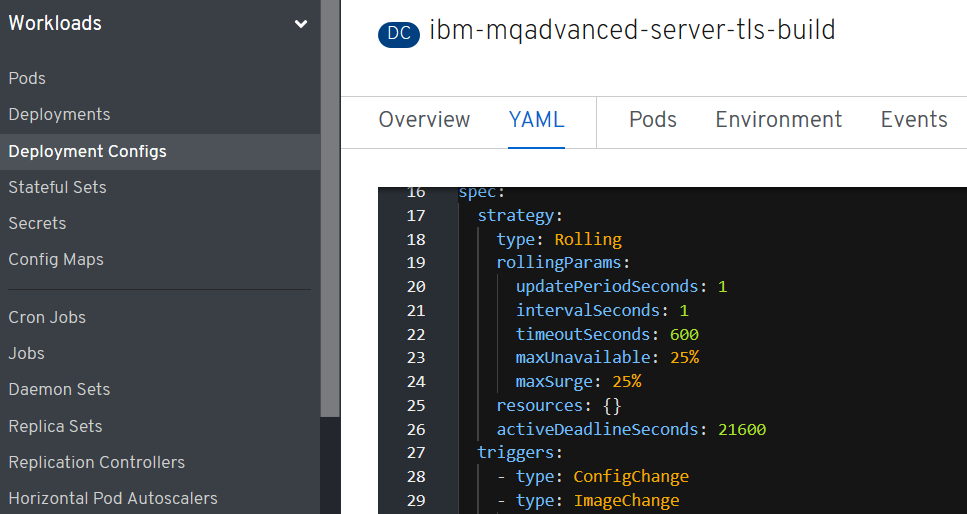 Workloads
Pods
Deployments
Deployment Configs
Stateful Sets
Secrets
Config Maps
Cron Jobs
Jobs
Daemon Sets
Replica Sets
Replication Controllers
Horizontal Pod Autoscalers
DC ibm-mqadvanced-server-tls-build
Overview YAML Pods Environment Events
16 spec:
17 strategy:
18 type: Rolling
19 rollingParams:
20 updatePeriodSeconds: 1
21 intervalSeconds: 1
22 timeoutSeconds: 600
23 maxUnavailable: 25%
24 maxSurge: 25%
25 resources: {}
26 activeDeadlineSeconds: 21600
27 triggers:
28 - type: ConfigChange
29 - type: ImageChange